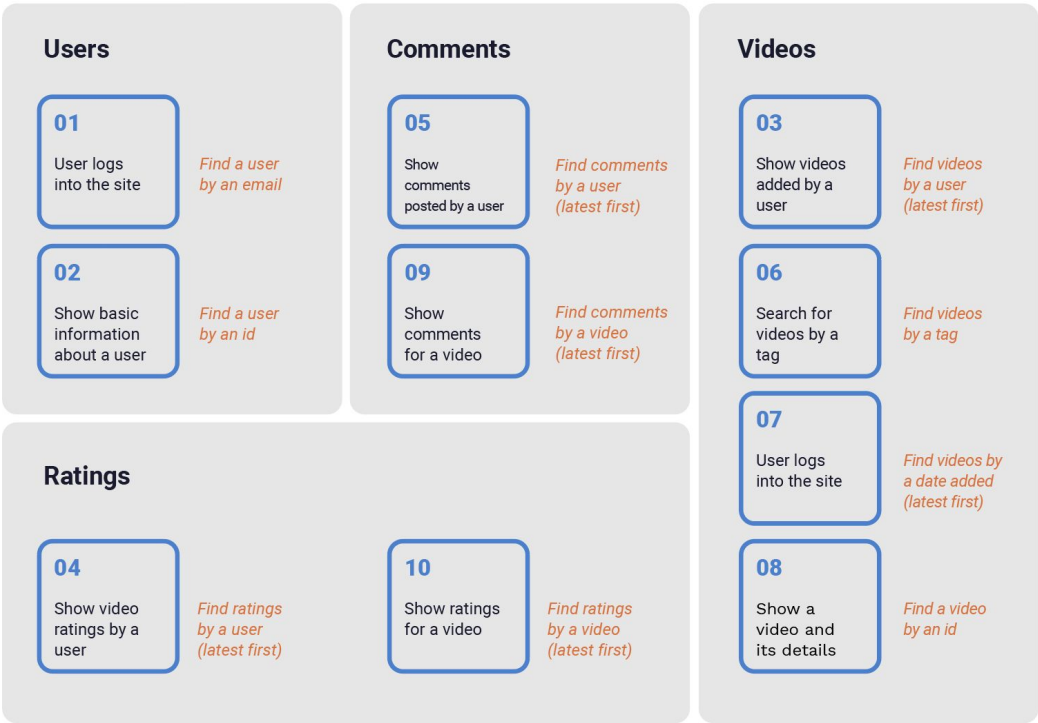 Users
01
User logs
into the site
Find a user
by an email
02
Show basic
information
about a user
Find a user
by an id
Comments
05
Show
comments
posted by a user
Find comments
by a user
(latest first)
09
Show
comments
for a video
Find comments
by a video
(latest first)
Videos
03
Show videos
added by a
user
Find videos
by a user
(latest first)
06
Search for
videos by a
tag
Find videos
by a tag
07
User logs
into the site
Find videos by
a date added
(latest first)
08
Show a
video and
its details
Find a video
by an id
Ratings
04
Show video
ratings by a
user
Find ratings
by a user
(latest first)
10
Show ratings
for a video
Find ratings
by a video
(latest first)